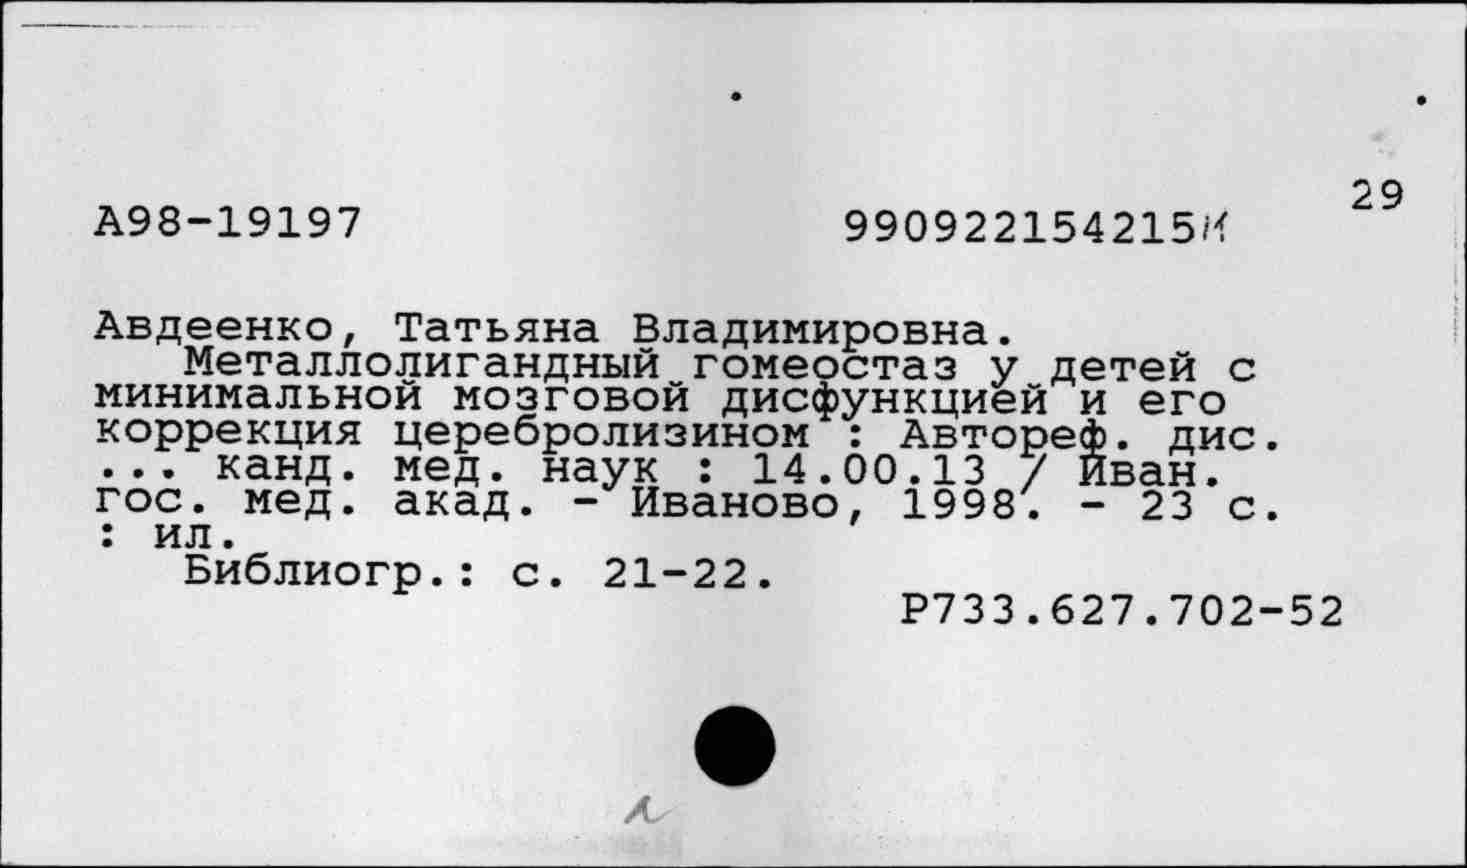 29
А98-19197 990922154215И
Авдеенко, Татьяна Владимировна.
Металлолигандный гомеостаз у детей с
минимальной мозговой дисфункцией и его
коррекция церебролизином : Автореф. дис.
... канд. мед. наук : 14.00.13 / Иван.
гос. мед. акад. - Иваново, 1998. - 23 с.
: ил.
Библиогр.: с. 21-22.
Р733.627.702-52